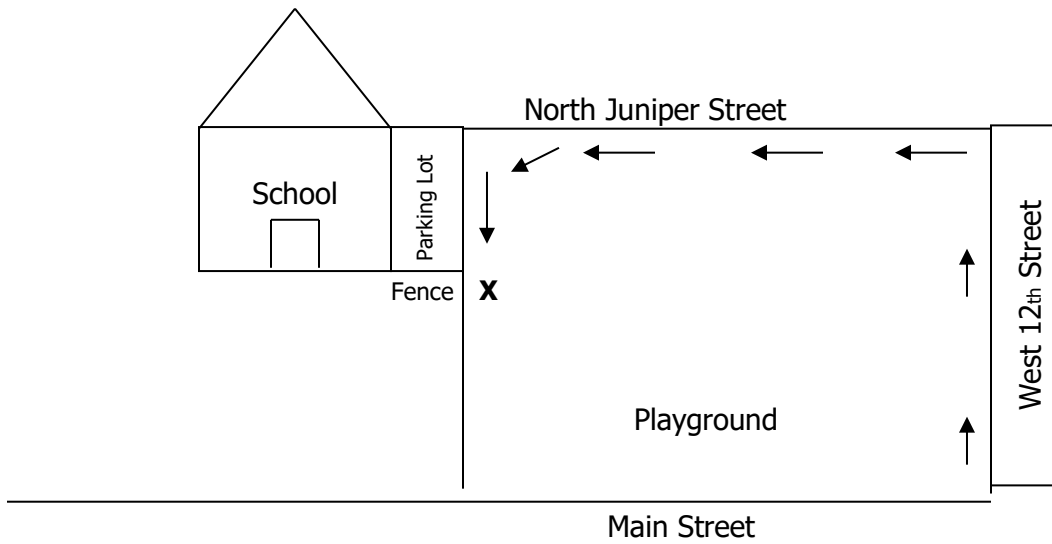 North Juniper Street
School
Parking Lot
Fence
X
West 12th Street
Playground
Main Street